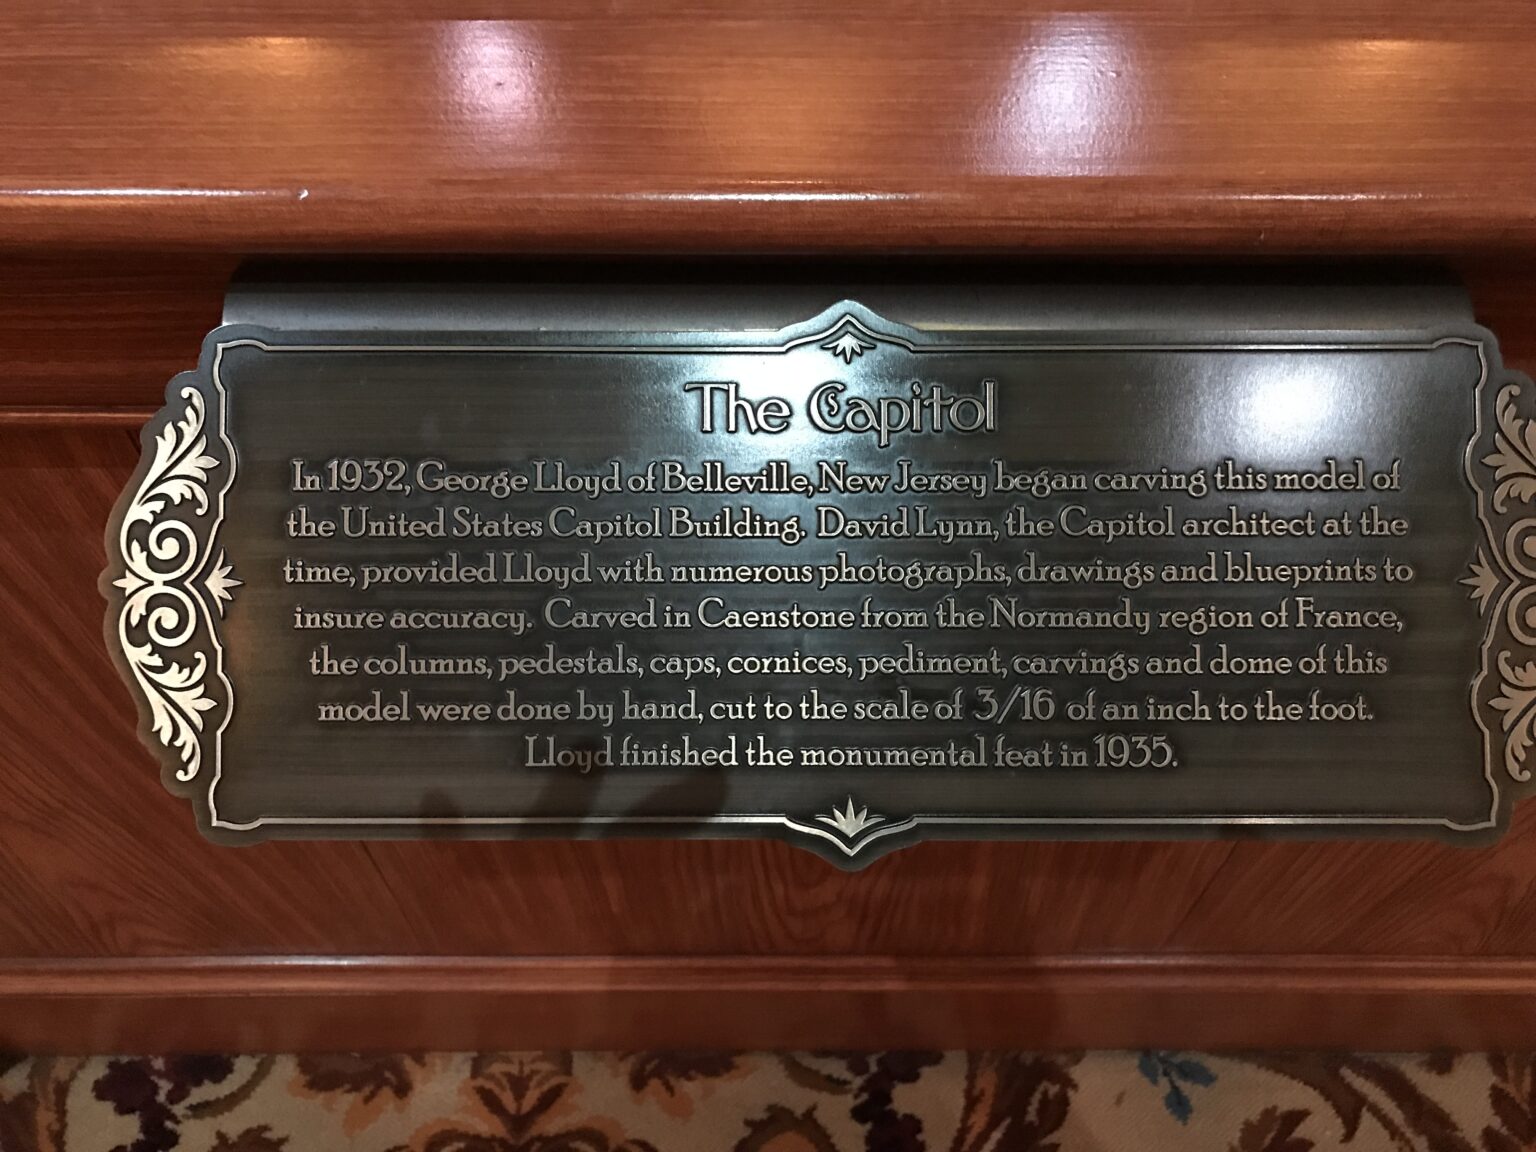 The Capitol
In 1932, George Lloyd of Belleville, New Jersey began carving this model of
the United States Capitol Building. David Lynn, the Capitol architect at the
time, provided Lloyd with numerous photographs, drawings and blueprints to
insure accuracy. Carved in Caenstone from the Normandy region of France,
the columns, pedestals, caps, cornices, pediment, carvings and dome of this
model were done by hand, cut to the scale of 3/16 of an inch to the foot.
Lloyd finished the monumental feat in 1935.